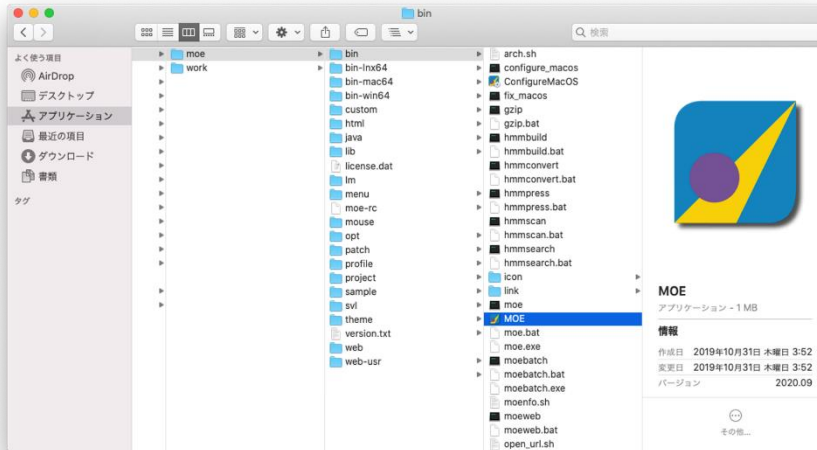 bin
検索
よく使う項目
AirDrop
デスクトップ
アプリケーション
最近の項目
ダウンロード
書類
タグ
moe
work
bin
bin-lnx64
bin-mac64
bin-win64
custom
html
java
lib
license.dat
lm
menu
moe-rc
mouse
opt
patch
profile
project
sample
svl
theme
version.txt
web
web-usr
arch.sh
configure_macos
ConfigureMacOS
fix_macos
gzip
gzip.bat
hmmbuild
hmmbuild.bat
hmmconvert
hmmconvert.bat
hmmpress
hmmpress.bat
hmmscan
hmmscan.bat
hmmsearch
hmmsearch.bat
icon
link
moe
MOE
moe.bat
moe.exe
moebatch
moebatch.bat
moebatch.exe
moenfo.sh
moeweb
moeweb.bat
open_url.sh
MOE
アプリケーション - 1 MB
情報
作成日 2019年10月31日 木曜日 3:52
変更日 2019年10月31日 木曜日 3:52
バージョン 2020.09
その他...